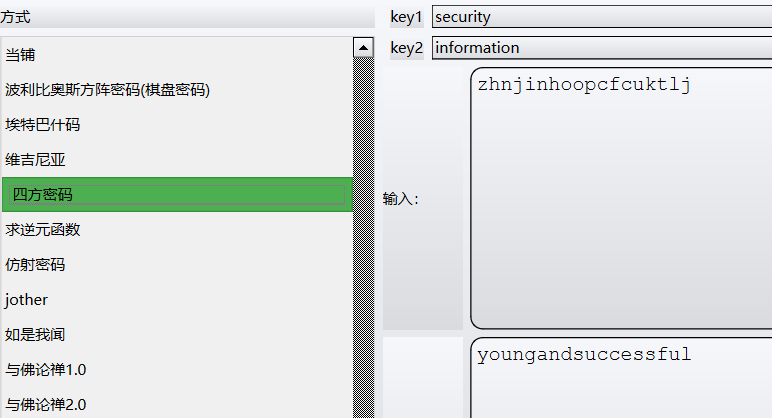 方式
当铺
波利比奥斯方阵密码(棋盘密码)
埃特巴什码
维吉尼亚
四方密码
求逆元函数
仿射密码
jother
如是我闻
与佛论禅1.0
与佛论禅2.0
key1 security
key2 information
输入:
zhnjinhoopcfcuktlj
youngandsuccessful